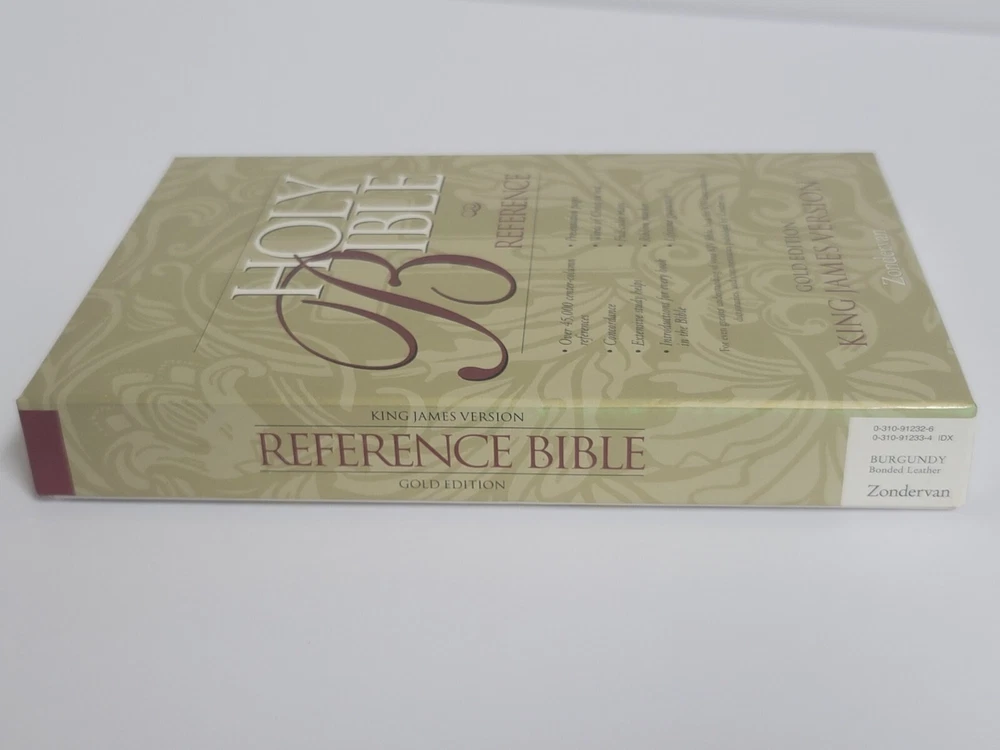 HOLY
BIBLE
REFERENCE
• Over 45,000 center-column
references
• Concordance
• Extensive study helps
• Introductions for every book
in the Bible
GOLD EDITION
KING JAMES VERSION
Zondervan
KING JAMES VERSION
REFERENCE BIBLE
GOLD EDITION
0-310-91232-6
0-310-91233-4 IDX
BURGUNDY
Bonded Leather
Zondervan